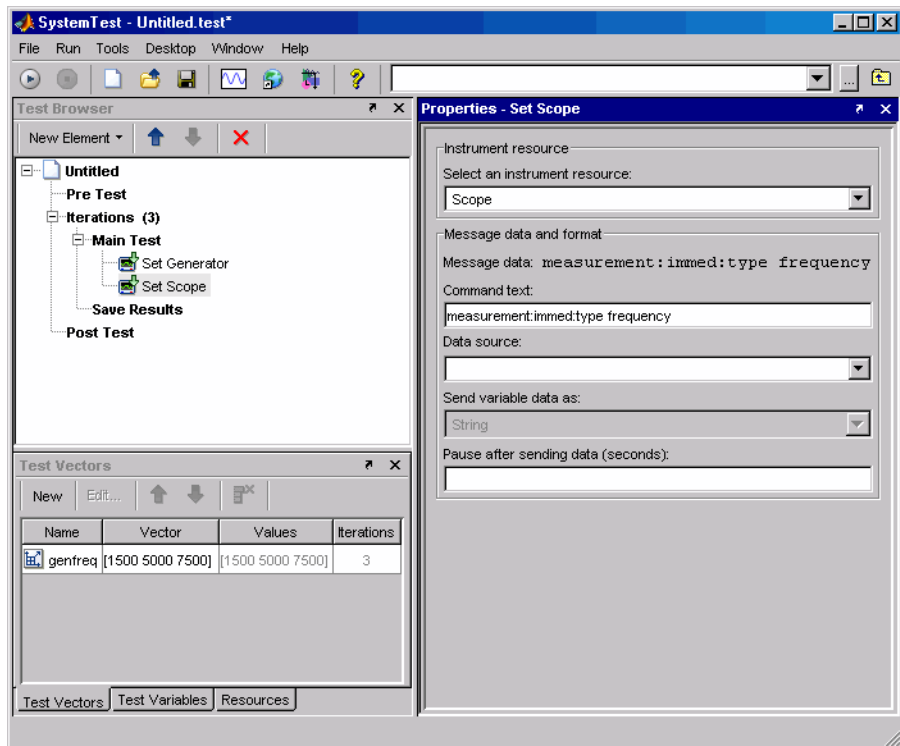 SystemTest - Untitled.test*
File Run Tools Desktop Window Help
...
Test Browser
New Element
Untitled
Pre Test
Iterations (3)
Main Test
Set Generator
Set Scope
Save Results
Post Test
Test Vectors
New Edit...
Name Vector Values Iterations
genfreq [1500 5000 7500] [1500 5000 7500] 3
Test Vectors Test Variables Resources
Properties - Set Scope
Instrument resource
Select an instrument resource:
Scope
Message data and format
Message data: measurement:immed:type frequency
Command text:
measurement:immed:type frequency
Data source:
Send variable data as:
String
Pause after sending data (seconds):